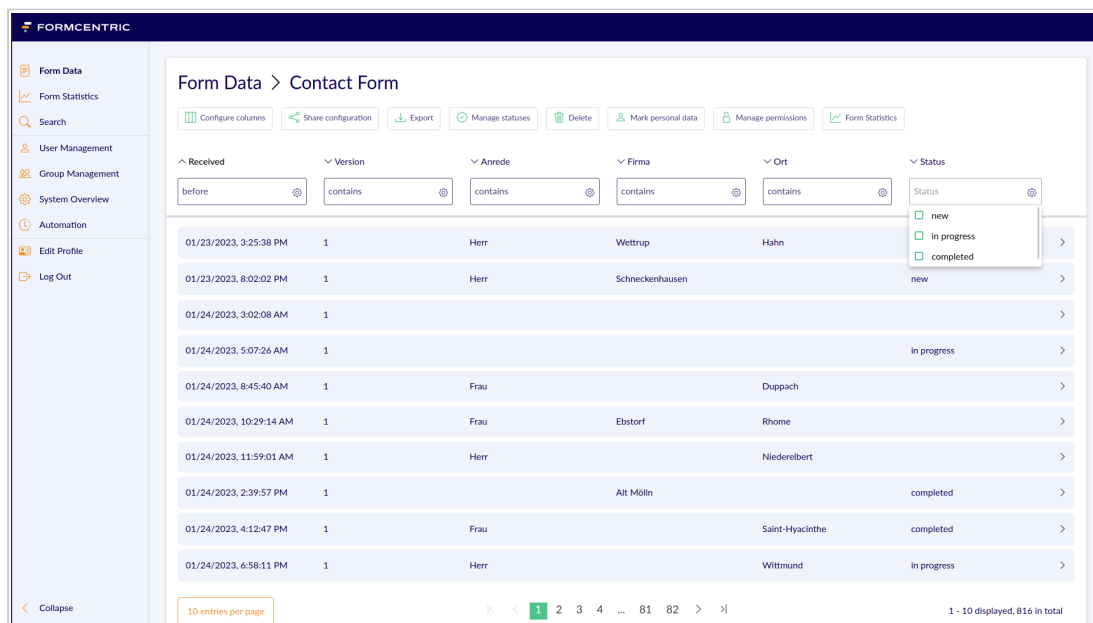 FORMCENTRIC
Form Data
Form Statistics
Search
User Management
Group Management
System Overview
Automation
Edit Profile
Log Out
Collapse
Form Data > Contact Form
Configure columns Share configuration Export Manage statuses Delete Mark personal data Manage permissions Form Statistics
Received Version Anrede Firma Ort Status
before contains contains contains contains Status
new
in progress
completed
01/23/2023, 3:25:38 PM 1 Herr Wettrup Hahn
01/23/2023, 8:02:02 PM 1 Herr Schneckenhausen new
01/24/2023, 3:02:08 AM 1
01/24/2023, 5:07:26 AM 1 in progress
01/24/2023, 8:45:40 AM 1 Frau Duppach
01/24/2023, 10:29:14 AM 1 Frau Ebstorf Rhome
01/24/2023, 11:59:01 AM 1 Herr Niederelbert
01/24/2023, 2:39:57 PM 1 Alt Mölln completed
01/24/2023, 4:12:47 PM 1 Frau Saint-Hyacinthe completed
01/24/2023, 6:58:11 PM 1 Herr Wittmund in progress
10 entries per page 1 2 3 4 ... 81 82 1 - 10 displayed, 816 in total